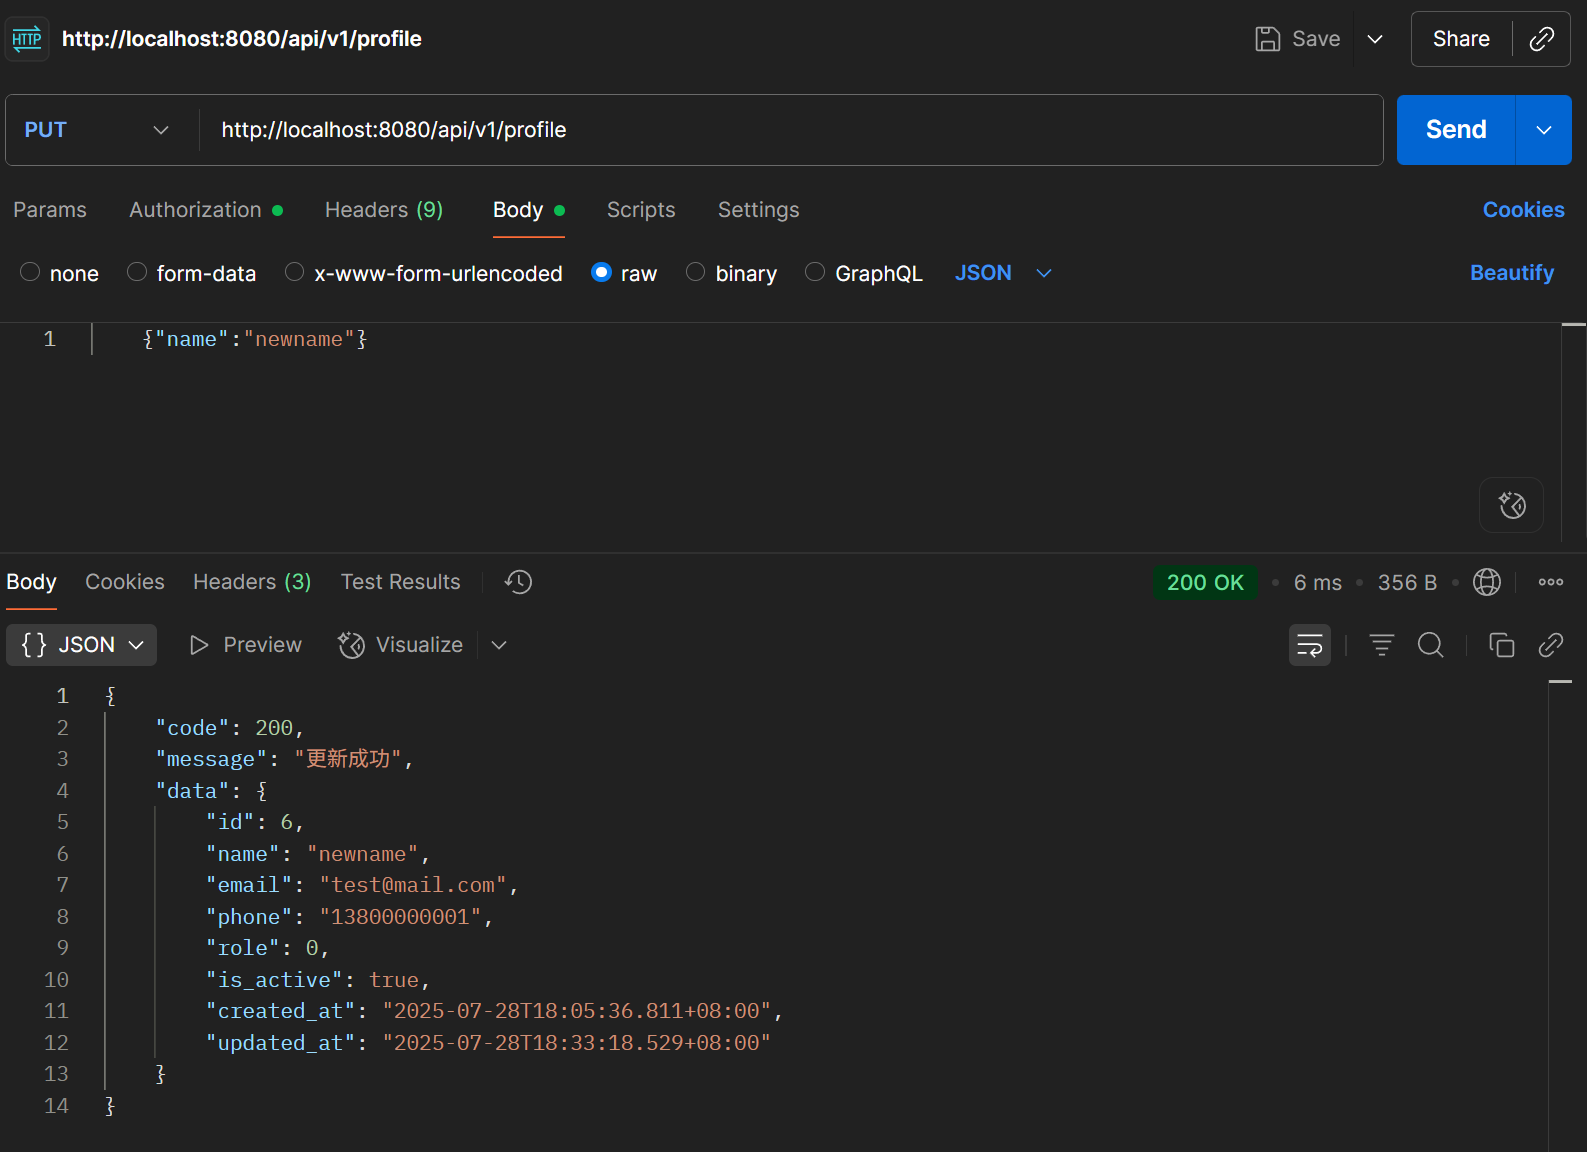 HTTP http://localhost:8080/api/v1/profile Save Share
PUT http://localhost:8080/api/v1/profile Send
Params Authorization Headers (9) Body Scripts Settings Cookies
none form-data x-www-form-urlencoded raw binary GraphQL JSON Beautify
1 {"name":"newname"}
Body Cookies Headers (3) Test Results 200 OK • 6 ms • 356 B •
{} JSON Preview Visualize
1 {
2 "code": 200,
3 "message": "更新成功",
4 "data": {
5 "id": 6,
6 "name": "newname",
7 "email": "test@mail.com",
8 "phone": "13800000001",
9 "role": 0,
10 "is_active": true,
11 "created_at": "2025-07-28T18:05:36.811+08:00",
12 "updated_at": "2025-07-28T18:33:18.529+08:00"
13 }
14 }